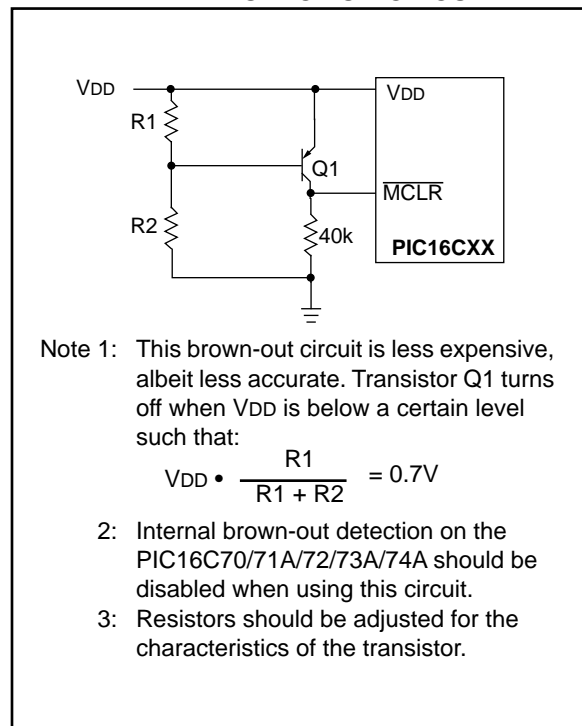 VDD
VDD
R1
Q1
MCLR
R2
40k
PIC16CXX
Note 1: This brown-out circuit is less expensive,
albeit less accurate. Transistor Q1 turns
off when VDD is below a certain level
such that:
VDD • R1 / R1 + R2 = 0.7V
2: Internal brown-out detection on the
PIC16C70/71A/72/73A/74A should be
disabled when using this circuit.
3: Resistors should be adjusted for the
characteristics of the transistor.